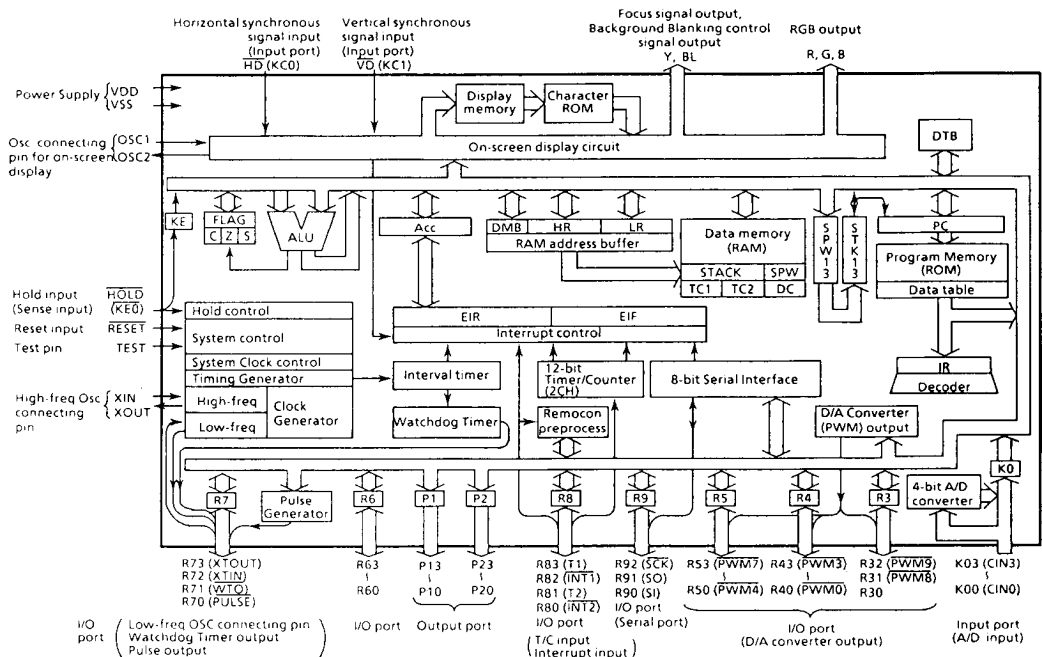 Horizontal synchronous
signal input
(Input port)
HD (KC0)
Vertical synchronous
signal input
(Input port)
VD (KC1)
Focus signal output,
Background Blanking control
signal output
Y, BL
RGB output
R, G, B
Power Supply { VDD
VSS
Osc connecting { OSC1
pin for on-screen OSC2
display
Display
memory
Character
ROM
On-screen display circuit
DTB
KE
FLAG
C Z S
ALU
Acc
DMB HR LR
RAM address buffer
Data memory
(RAM)
STACK SPW
TC1 TC2 DC
SPW13
STK13
PC
Program Memory
(ROM)
Data table
Hold input HOLD
(Sense input) (KE0)
Reset input RESET
Test pin TEST
High-freq Osc { XIN
connecting XOUT
pin
Hold control
System control
System Clock control
Timing Generator
High-freq
Low-freq
Clock
Generator
EIR EIF
Interrupt control
Interval timer
Watchdog Timer
12-bit
Timer/Counter
(2CH)
Remocon
preprocess
8-bit Serial Interface
IR
Decoder
D/A Converter
(PWM) output
4-bit A/D
converter
K0
R7
Pulse
Generator
R6
P1
P2
R8
R9
R5
R4
R3
R73 (XTOUT)
R72 (XTIN)
R71 (WTO)
R70 (PULSE)
I/O
port
( Low-freq OSC connecting pin
Watchdog Timer output
Pulse output
R63
~
R60
I/O port
P13
~
P10
P23
~
P20
Output port
R83 (T1)
R82 (INT1)
R81 (T2)
R80 (INT2)
I/O port
( T/C input
Interrupt input )
R92 (SCK)
R91 (SO)
R90 (SI)
I/O port
(Serial port)
R53 (PWM7)
~
R50 (PWM4)
R43 (PWM3)
~
R40 (PWM0)
R32 (PWM9)
R31 (PWM8)
R30
I/O port
(D/A converter output)
K03 (CIN3)
~
K00 (CIN0)
Input port
(A/D input)